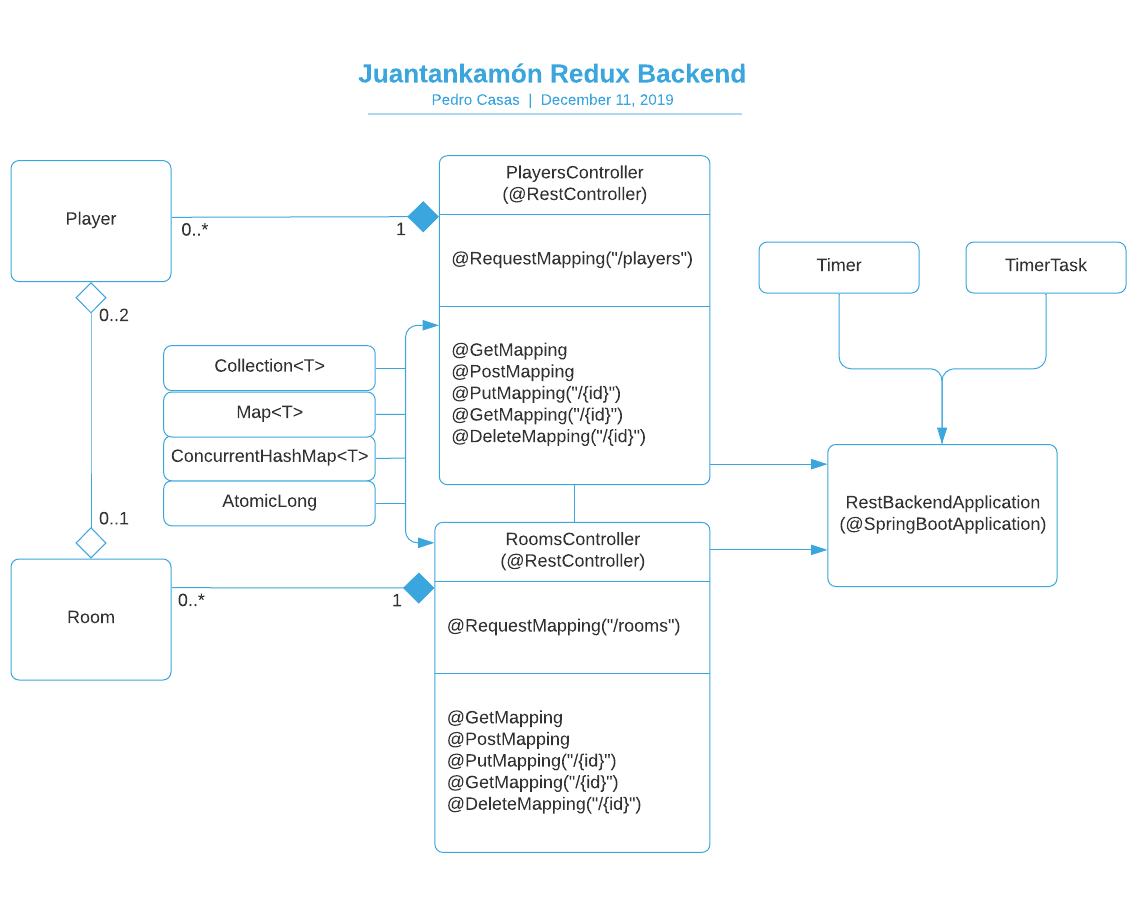 Juantankamón Redux Backend
Pedro Casas | December 11, 2019
Player
0..*
1
PlayersController
(@RestController)
@RequestMapping("/players")
@GetMapping
@PostMapping
@PutMapping("/{id}")
@GetMapping("/{id}")
@DeleteMapping("/{id}")
Timer
TimerTask
0..2
Collection<T>
Map<T>
ConcurrentHashMap<T>
AtomicLong
0..1
RestBackendApplication
(@SpringBootApplication)
Room
0..*
1
RoomsController
(@RestController)
@RequestMapping("/rooms")
@GetMapping
@PostMapping
@PutMapping("/{id}")
@GetMapping("/{id}")
@DeleteMapping("/{id}")